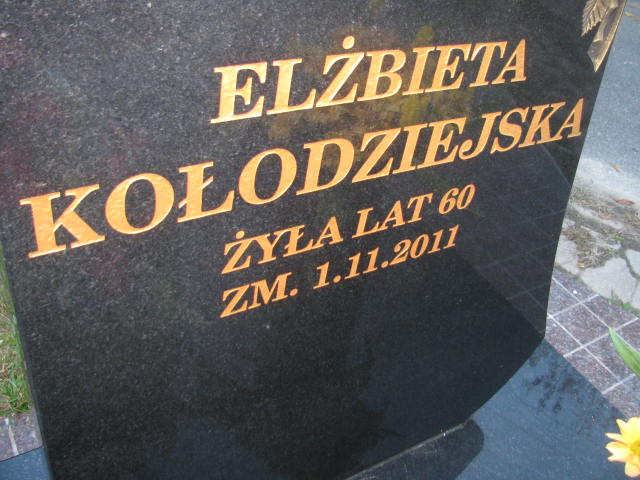 ELŻBIETA
KOŁODZIEJSKA
ŻYŁA LAT 60
ZM. 1.11.2011